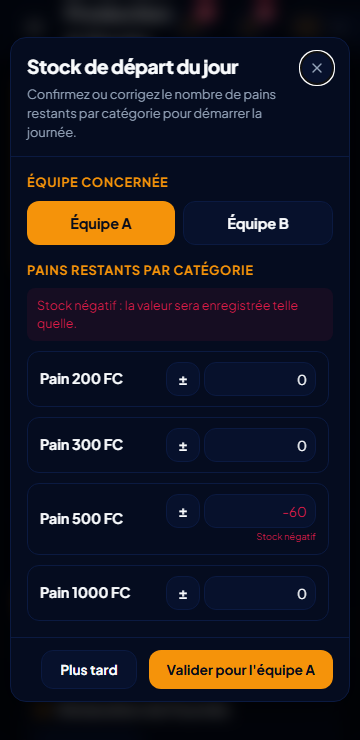 Stock de départ du jour
Confirmez ou corrigez le nombre de pains
restants par catégorie pour démarrer la
journée.
ÉQUIPE CONCERNÉE
Équipe A
Équipe B
PAINS RESTANTS PAR CATÉGORIE
Stock négatif : la valeur sera enregistrée telle
quelle.
Pain 200 FC
±
0
Pain 300 FC
±
0
Pain 500 FC
±
-60
Stock négatif
Pain 1000 FC
±
0
Plus tard
Valider pour l'équipe A